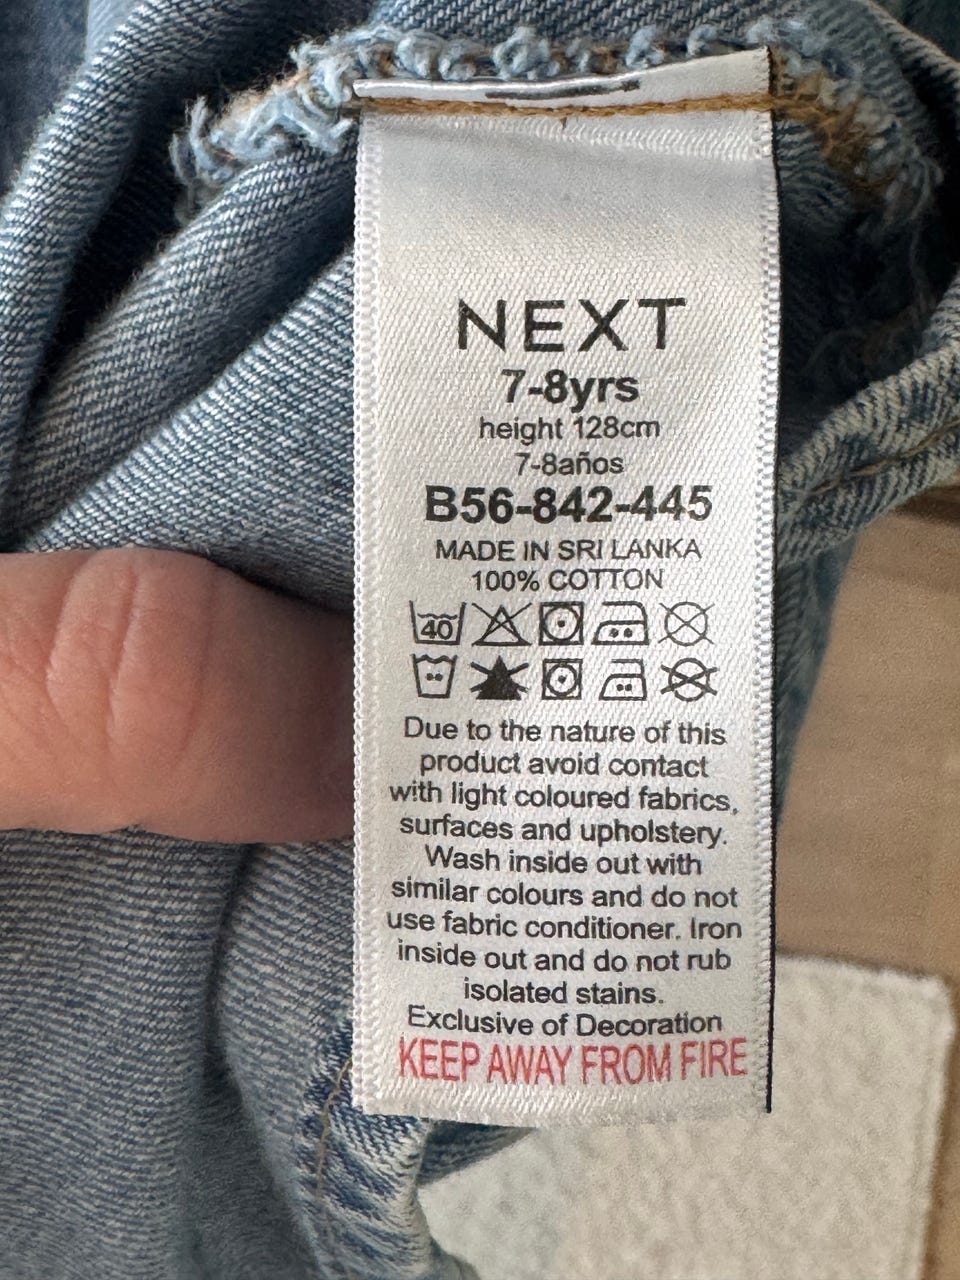 NEXT
7-8yrs
height 128cm
7-8años
B56-842-445
MADE IN SRI LANKA
100% COTTON
40
Due to the nature of this
product avoid contact
with light coloured fabrics,
surfaces and upholstery.
Wash inside out with
similar colours and do not
use fabric conditioner. Iron
inside out and do not rub
isolated stains.
Exclusive of Decoration
KEEP AWAY FROM FIRE